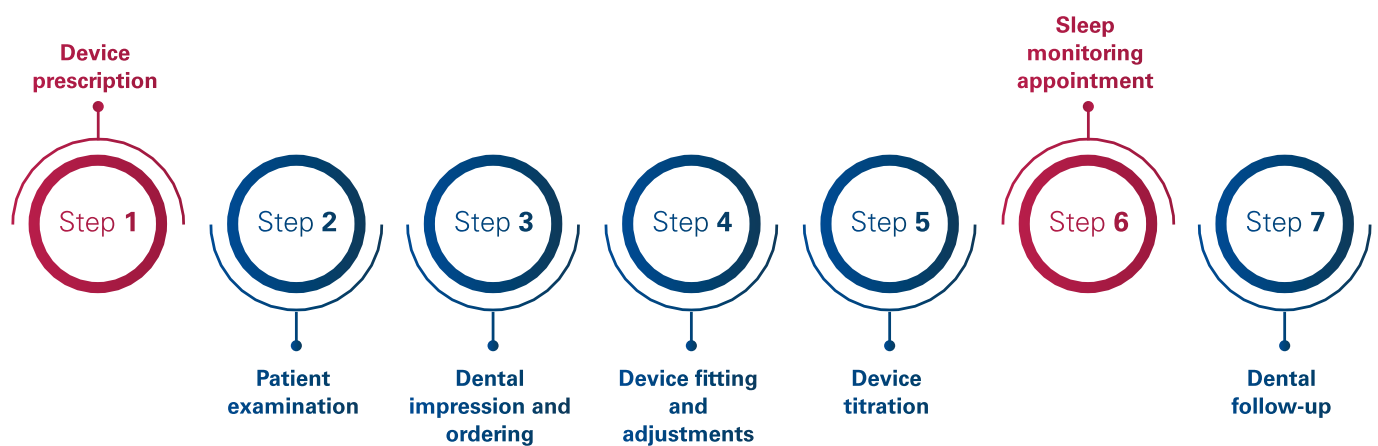 Device
prescription
Step 1
Patient
examination
Step 2
Dental
impression and
ordering
Step 3
Device fitting
and
adjustments
Step 4
Device
titration
Step 5
Sleep
monitoring
appointment
Step 6
Dental
follow-up
Step 7